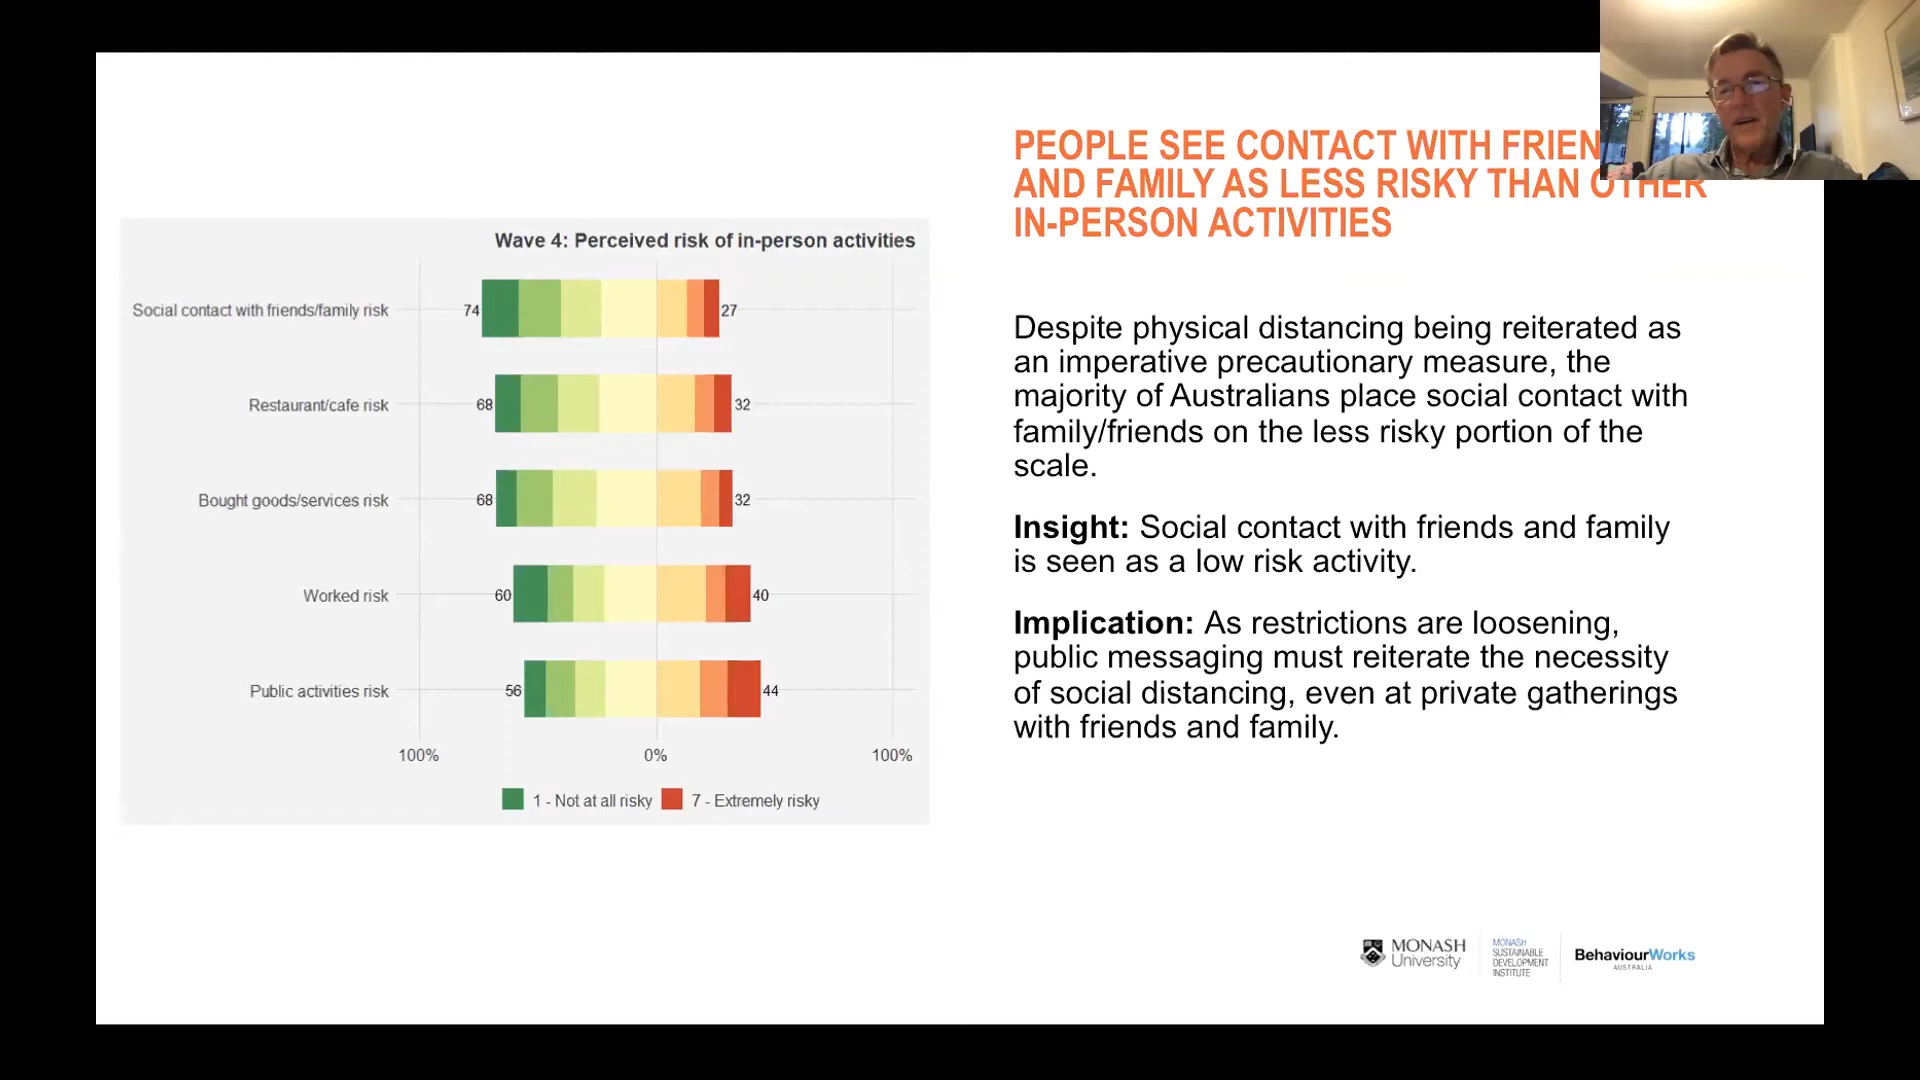 PEOPLE SEE CONTACT WITH FRIEN
AND FAMILY AS LESS RISKY THAN OTHER
IN-PERSON ACTIVITIES
Wave 4: Perceived risk of in-person activities
Social contact with friends/family risk
74
27
Restaurant/cafe risk
68
32
Bought goods/services risk
68
32
Worked risk
60
40
Public activities risk
56
44
100%
0%
100%
1 - Not at all risky
7 - Extremely risky
Despite physical distancing being reiterated as
an imperative precautionary measure, the
majority of Australians place social contact with
family/friends on the less risky portion of the
scale.
Insight: Social contact with friends and family
is seen as a low risk activity.
Implication: As restrictions are loosening,
public messaging must reiterate the necessity
of social distancing, even at private gatherings
with friends and family.
MONASH
University
MONASH
SUSTAINABLE
DEVELOPMENT
INSTITUTE
BehaviourWorks
AUSTRALIA